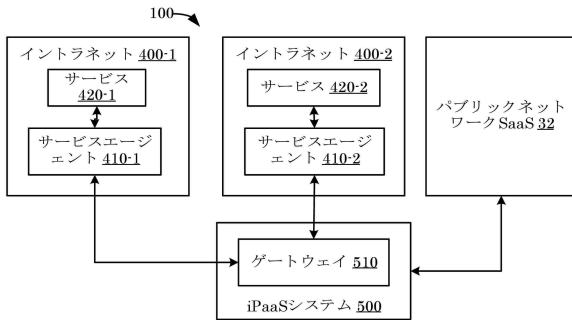 100
イントラネット 400-1
サービス
420-1
サービスエージ
ェント 410-1
イントラネット 400-2
サービス 420-2
サービスエージ
ェント 410-2
パブリックネット
ワークSaaS 32
ゲートウェイ 510
iPaaSシステム 500